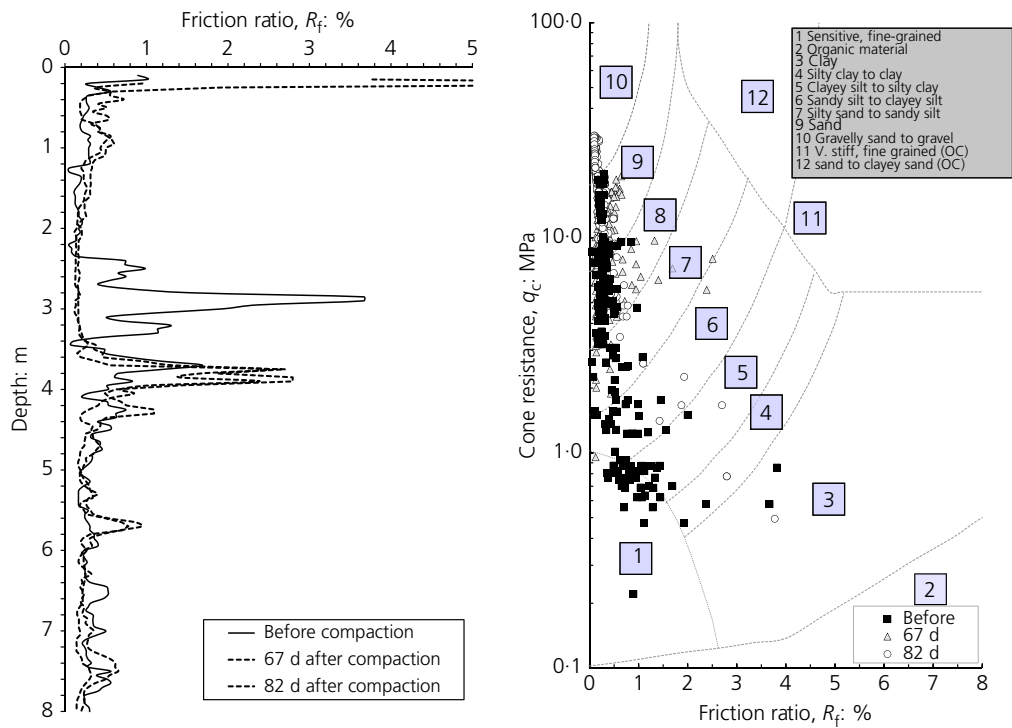 Friction ratio, Rf: %
0 1 2 3 4 5
0
1
2
3
4
5
6
7
8
Depth: m
Before compaction
67 d after compaction
82 d after compaction
100·0
10·0
1·0
0·1
Cone resistance, qc: MPa
1 Sensitive, fine-grained
2 Organic material
3 Clay
4 Silty clay to clay
5 Clayey silt to silty clay
6 Sandy silt to clayey silt
7 Silty sand to sandy silt
9 Sand
10 Gravelly sand to gravel
11 V. stiff, fine grained (OC)
12 sand to clayey sand (OC)
10
12
9
8
11
7
6
5
4
3
1
2
Before
67 d
82 d
0 1 2 3 4 5 6 7 8
Friction ratio, Rf: %